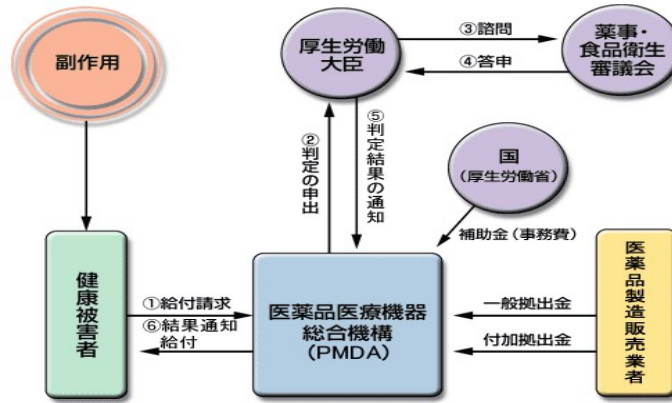 副作用
厚生労働
大臣
③諮問
④答申
薬事・
食品衛生
審議会
②判定の申出
⑤判定結果の通知
国
(厚生労働省)
補助金(事務費)
健康被害者
①給付請求
⑥結果通知
給付
医薬品医療機器
総合機構
(PMDA)
一般拠出金
付加拠出金
医薬品製造販売業者